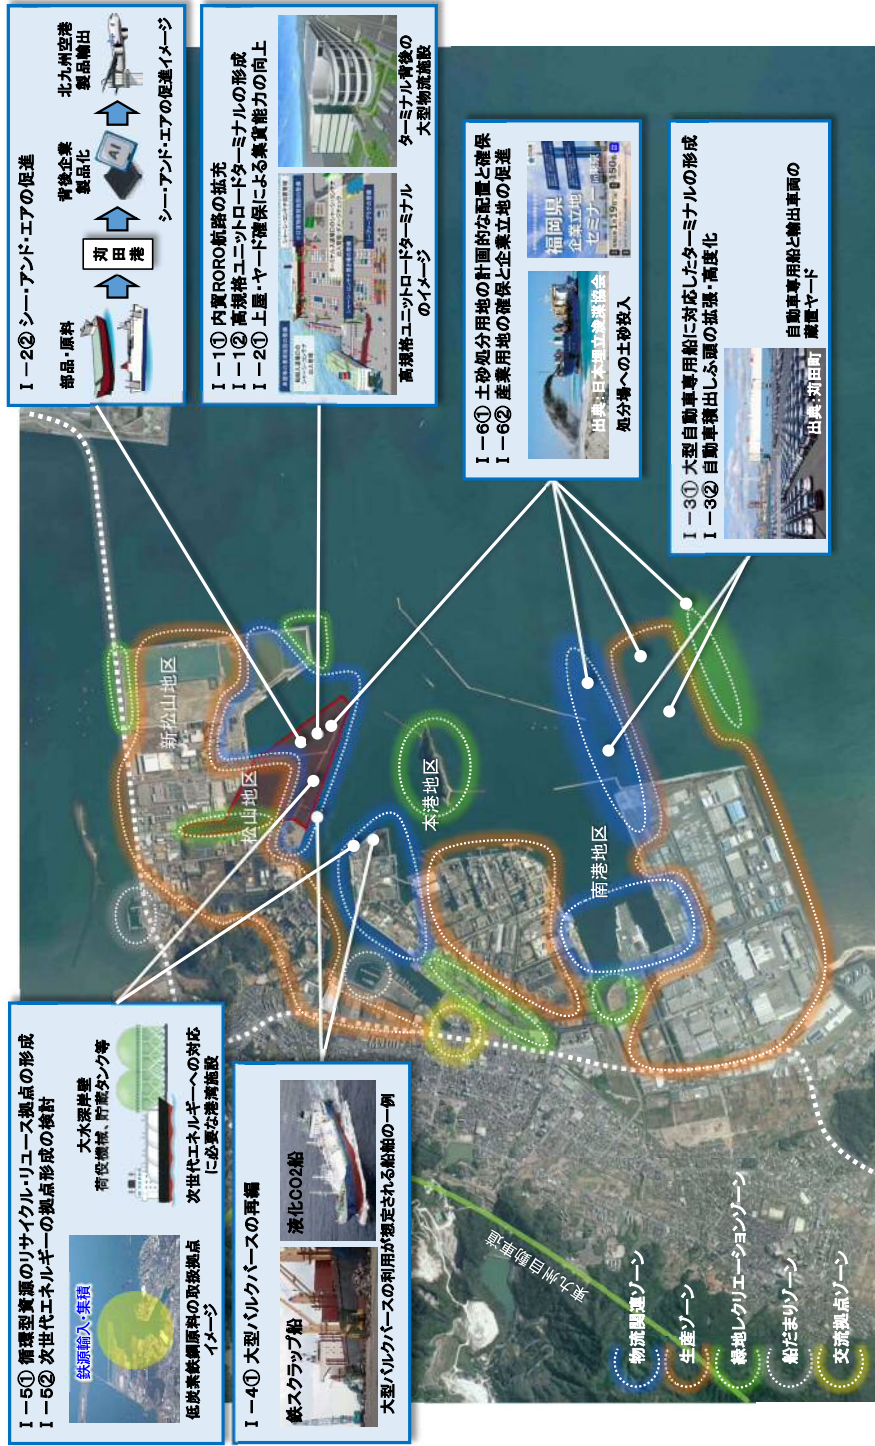 Ⅰ－5① 循環型資源のリサイクル・リユース拠点の形成
Ⅰ－5② 次世代エネルギーの拠点形成の検討
鉄源輸入・集積
低炭素鉄鋼原料の取扱拠点
イメージ
大水深岸壁
荷役機械、貯蔵タンク等
次世代エネルギーへの対応
に必要な港湾施設
Ⅰ－4① 大型バルクバースの再編
鉄スクラップ船
液化CO2船
大型バルクバースの利用が想定される船舶の一例
Ⅰ－2② シー・アンド・エアの促進
部品・原料
苅田港
背後企業
製品化
AI
北九州空港
製品輸出
シー・アンド・エアの促進イメージ
Ⅰ－1① 内貿RORO航路の拡充
Ⅰ－1② 高規格ユニットロードターミナルの形成
Ⅰ－2① 上屋・ヤード確保による集貨能力の向上
高規格ユニットロードターミナル
のイメージ
ターミナル背後の
大型物流施設
Ⅰ－6① 土砂処分用地の計画的な配置と確保
Ⅰ－6② 産業用地の確保と企業立地の促進
出典：日本埋立浚渫協会
処分場への土砂投入
福岡県
企業立地
セミナー
Ⅰ－3① 大型自動車専用船に対応したターミナルの形成
Ⅰ－3② 自動車積出しふ頭の拡張・高度化
出典：苅田町
自動車専用船と輸出車両の
蔵置ヤード
新松山地区
松山地区
本港地区
南港地区
東九州自動車道
物流関連ゾーン
生産ゾーン
緑地レクリエーションゾーン
船だまりゾーン
交流拠点ゾーン